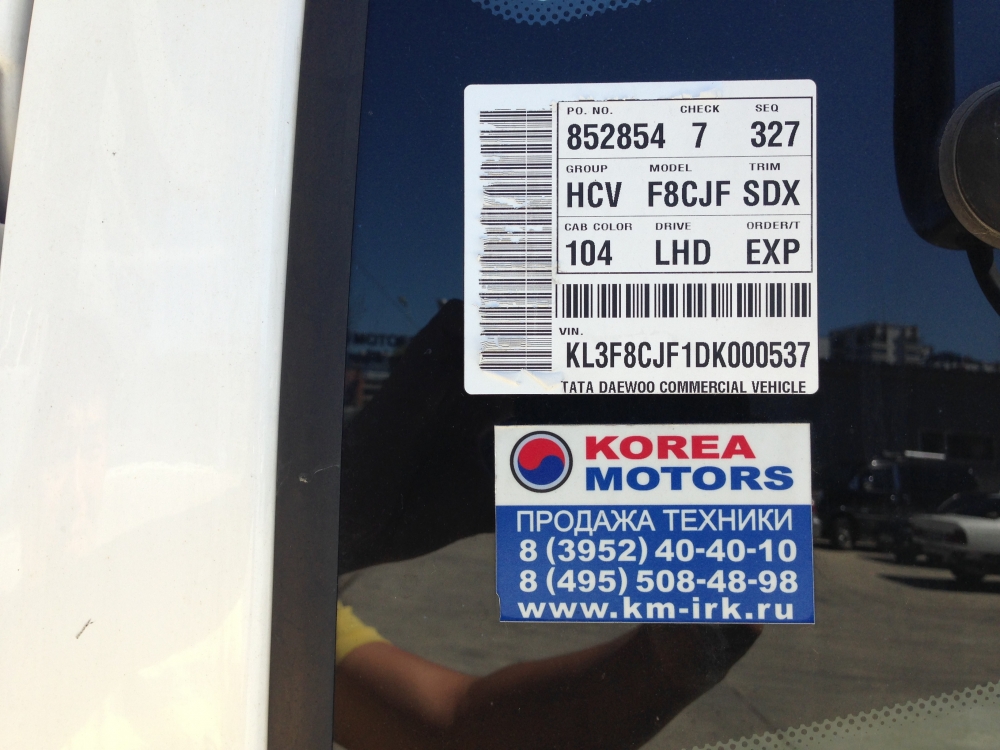 PO. NO. CHECK SEQ
852854 7 327
GROUP MODEL TRIM
HCV F8CJF SDX
CAB COLOR DRIVE ORDER/T
104 LHD EXP
VIN.
KL3F8CJF1DK000537
TATA DAEWOO COMMERCIAL VEHICLE
MOTOR
KOREA
MOTORS
ПРОДАЖА ТЕХНИКИ
8 (3952) 40-40-10
8 (495) 508-48-98
www.km-irk.ru